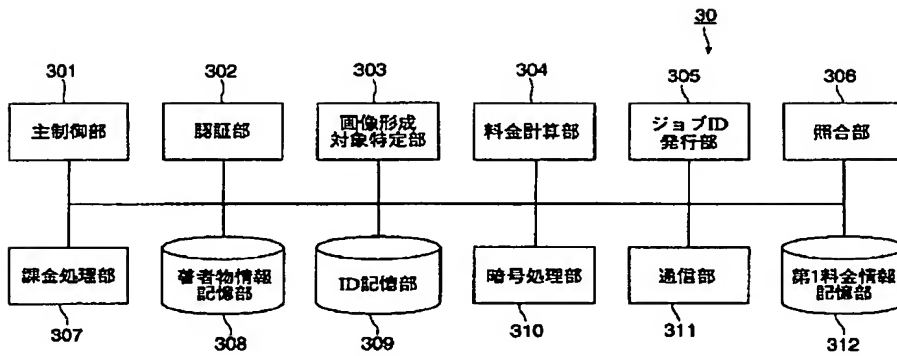 30
301
302
303
304
305
306
主制御部
認証部
画像形成
対象特定部
料金計算部
ジョブID
発行部
照合部
課金処理部
著者物情報
記憶部
ID記憶部
暗号処理部
通信部
第1料金情報
記憶部
307
308
309
310
311
312